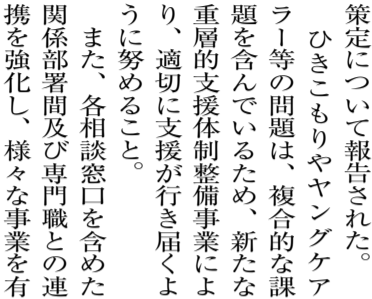 策定について報告された。
　ひきこもりやヤングケア
ラー等の問題は、複合的な課
題を含んでいるため、新たな
重層的支援体制整備事業によ
り、適切に支援が行き届くよ
うに努めること。
　また、各相談窓口を含めた
関係部署間及び専門職との連
携を強化し、様々な事業を有